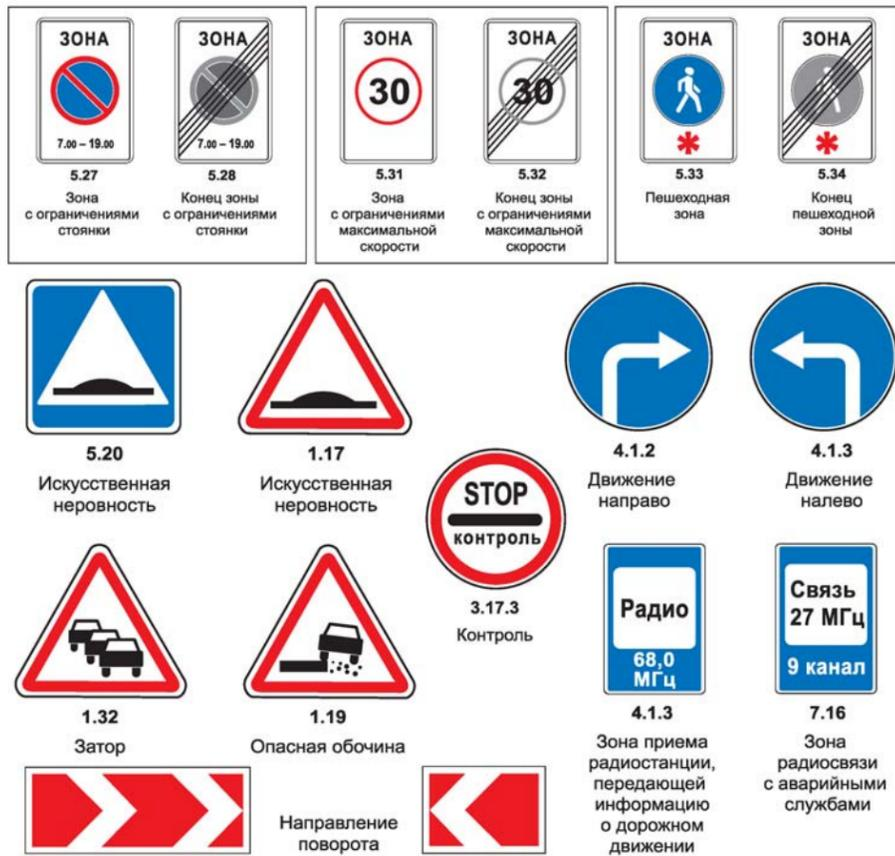 ЗОНА
7.00 – 19.00
5.27
Зона
с ограничениями
стоянки
ЗОНА
7.00 – 19.00
5.28
Конец зоны
с ограничениями
стоянки
ЗОНА
30
5.31
Зона
с ограничениями
максимальной
скорости
ЗОНА
30
5.32
Конец зоны
с ограничениями
максимальной
скорости
ЗОНА
*
5.33
Пешеходная
зона
ЗОНА
*
5.34
Конец
пешеходной
зоны
5.20
Искусственная
неровность
1.17
Искусственная
неровность
STOP
контроль
3.17.3
Контроль
4.1.2
Движение
направо
4.1.3
Движение
налево
1.32
Затор
1.19
Опасная обочина
Радио
68,0
МГц
4.1.3
Зона приема
радиостанции,
передающей
информацию
о дорожном
движении
Связь
27 МГц
9 канал
7.16
Зона
радиосвязи
с аварийными
службами
Направление
поворота